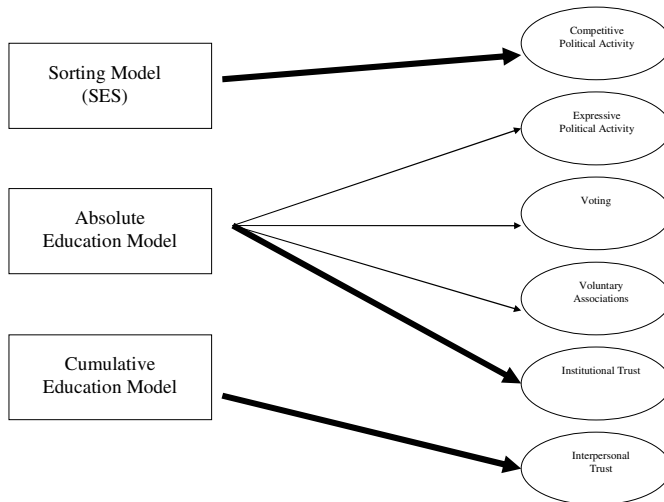 Competitive
Political Activity
Sorting Model
(SES)
Expressive
Political Activity
Absolute
Education Model
Voting
Voluntary
Associations
Cumulative
Education Model
Institutional Trust
Interpersonal
Trust